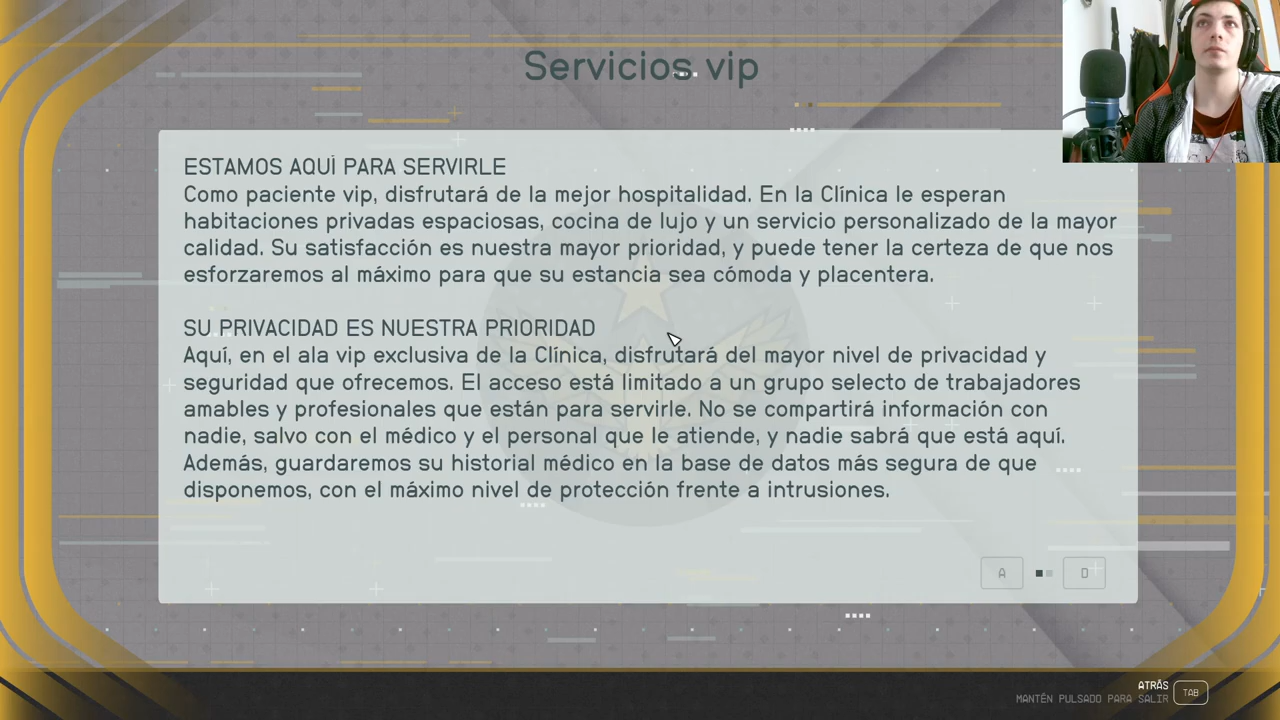 Servicios vip
ESTAMOS AQUÍ PARA SERVIRLE
Como paciente vip, disfrutará de la mejor hospitalidad. En la Clínica le esperan
habitaciones privadas espaciosas, cocina de lujo y un servicio personalizado de la mayor
calidad. Su satisfacción es nuestra mayor prioridad, y puede tener la certeza de que nos
esforzaremos al máximo para que su estancia sea cómoda y placentera.
SU PRIVACIDAD ES NUESTRA PRIORIDAD
Aquí, en el ala vip exclusiva de la Clínica, disfrutará del mayor nivel de privacidad y
seguridad que ofrecemos. El acceso está limitado a un grupo selecto de trabajadores
amables y profesionales que están para servirle. No se compartirá información con
nadie, salvo con el médico y el personal que le atiende, y nadie sabrá que está aquí.
Además, guardaremos su historial médico en la base de datos más segura de que
disponemos, con el máximo nivel de protección frente a intrusiones.
A D
ATRÁS
MANTÉN PULSADO PARA SALIR TAB